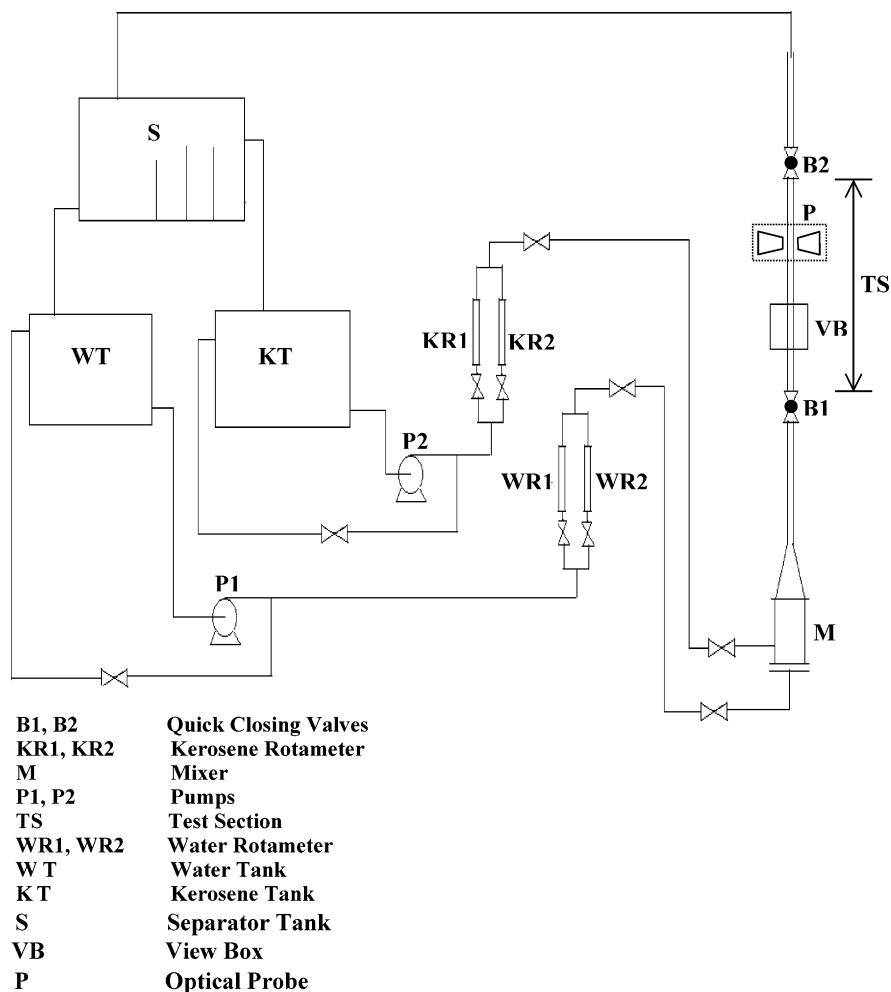 S
B2
P
TS
WT
KT
KR1
KR2
VB
B1
P2
WR1
WR2
P1
M
B1, B2 Quick Closing Valves
KR1, KR2 Kerosene Rotameter
M Mixer
P1, P2 Pumps
TS Test Section
WR1, WR2 Water Rotameter
W T Water Tank
K T Kerosene Tank
S Separator Tank
VB View Box
P Optical Probe